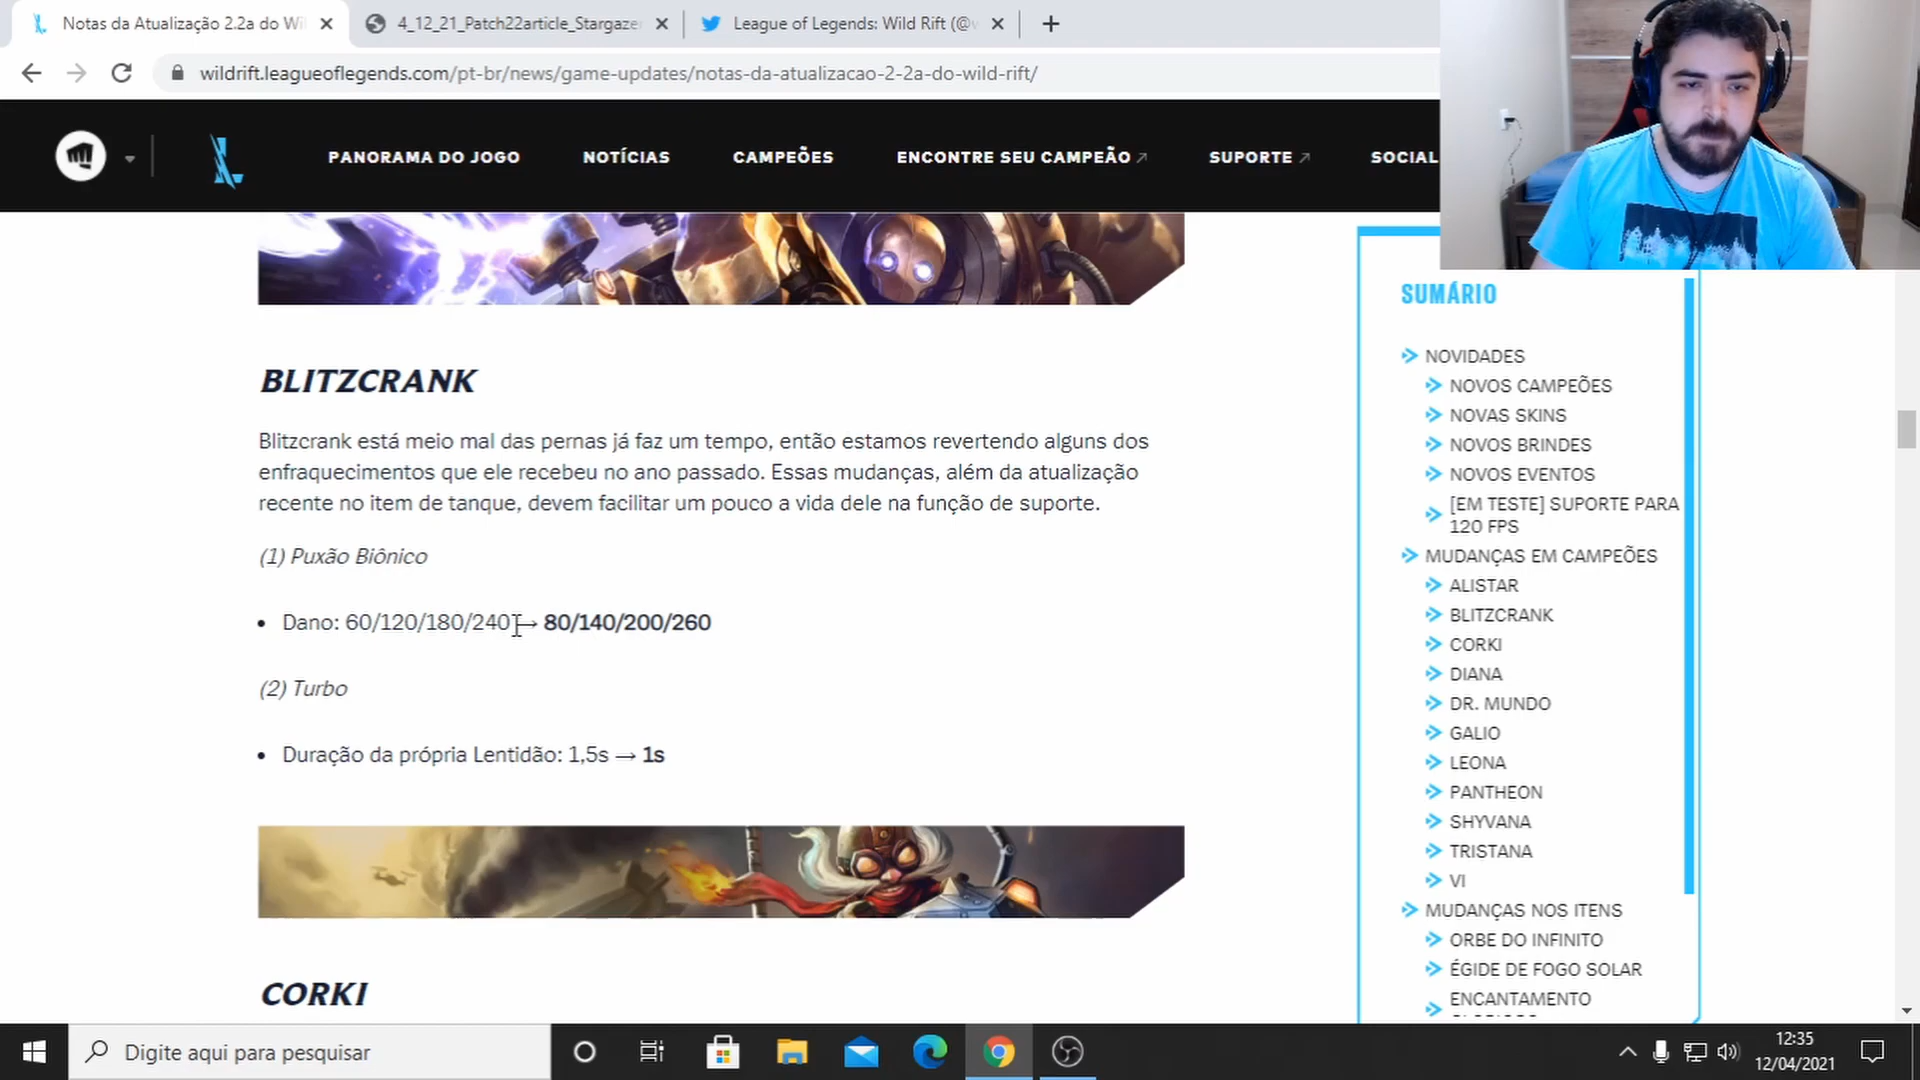 Notas da Atualização 2.2a do Wil
4_12_21_Patch22article_Stargazer
League of Legends: Wild Rift (@w
wildrift.leagueoflegends.com/pt-br/news/game-updates/notas-da-atualizacao-2-2a-do-wild-rift/
PANORAMA DO JOGO NOTÍCIAS CAMPEÕES ENCONTRE SEU CAMPEÃO SUPORTE SOCIAL
BLITZCRANK
Blitzcrank está meio mal das pernas já faz um tempo, então estamos revertendo alguns dos
enfraquecimentos que ele recebeu no ano passado. Essas mudanças, além da atualização
recente no item de tanque, devem facilitar um pouco a vida dele na função de suporte.
(1) Puxão Biônico
• Dano: 60/120/180/240 → 80/140/200/260
(2) Turbo
• Duração da própria Lentidão: 1,5s → 1s
CORKI
SUMÁRIO
NOVIDADES
NOVOS CAMPEÕES
NOVAS SKINS
NOVOS BRINDES
NOVOS EVENTOS
[EM TESTE] SUPORTE PARA
120 FPS
MUDANÇAS EM CAMPEÕES
ALISTAR
BLITZCRANK
CORKI
DIANA
DR. MUNDO
GALIO
LEONA
PANTHEON
SHYVANA
TRISTANA
VI
MUDANÇAS NOS ITENS
ORBE DO INFINITO
ÉGIDE DE FOGO SOLAR
ENCANTAMENTO
Digite aqui para pesquisar
12:35
12/04/2021